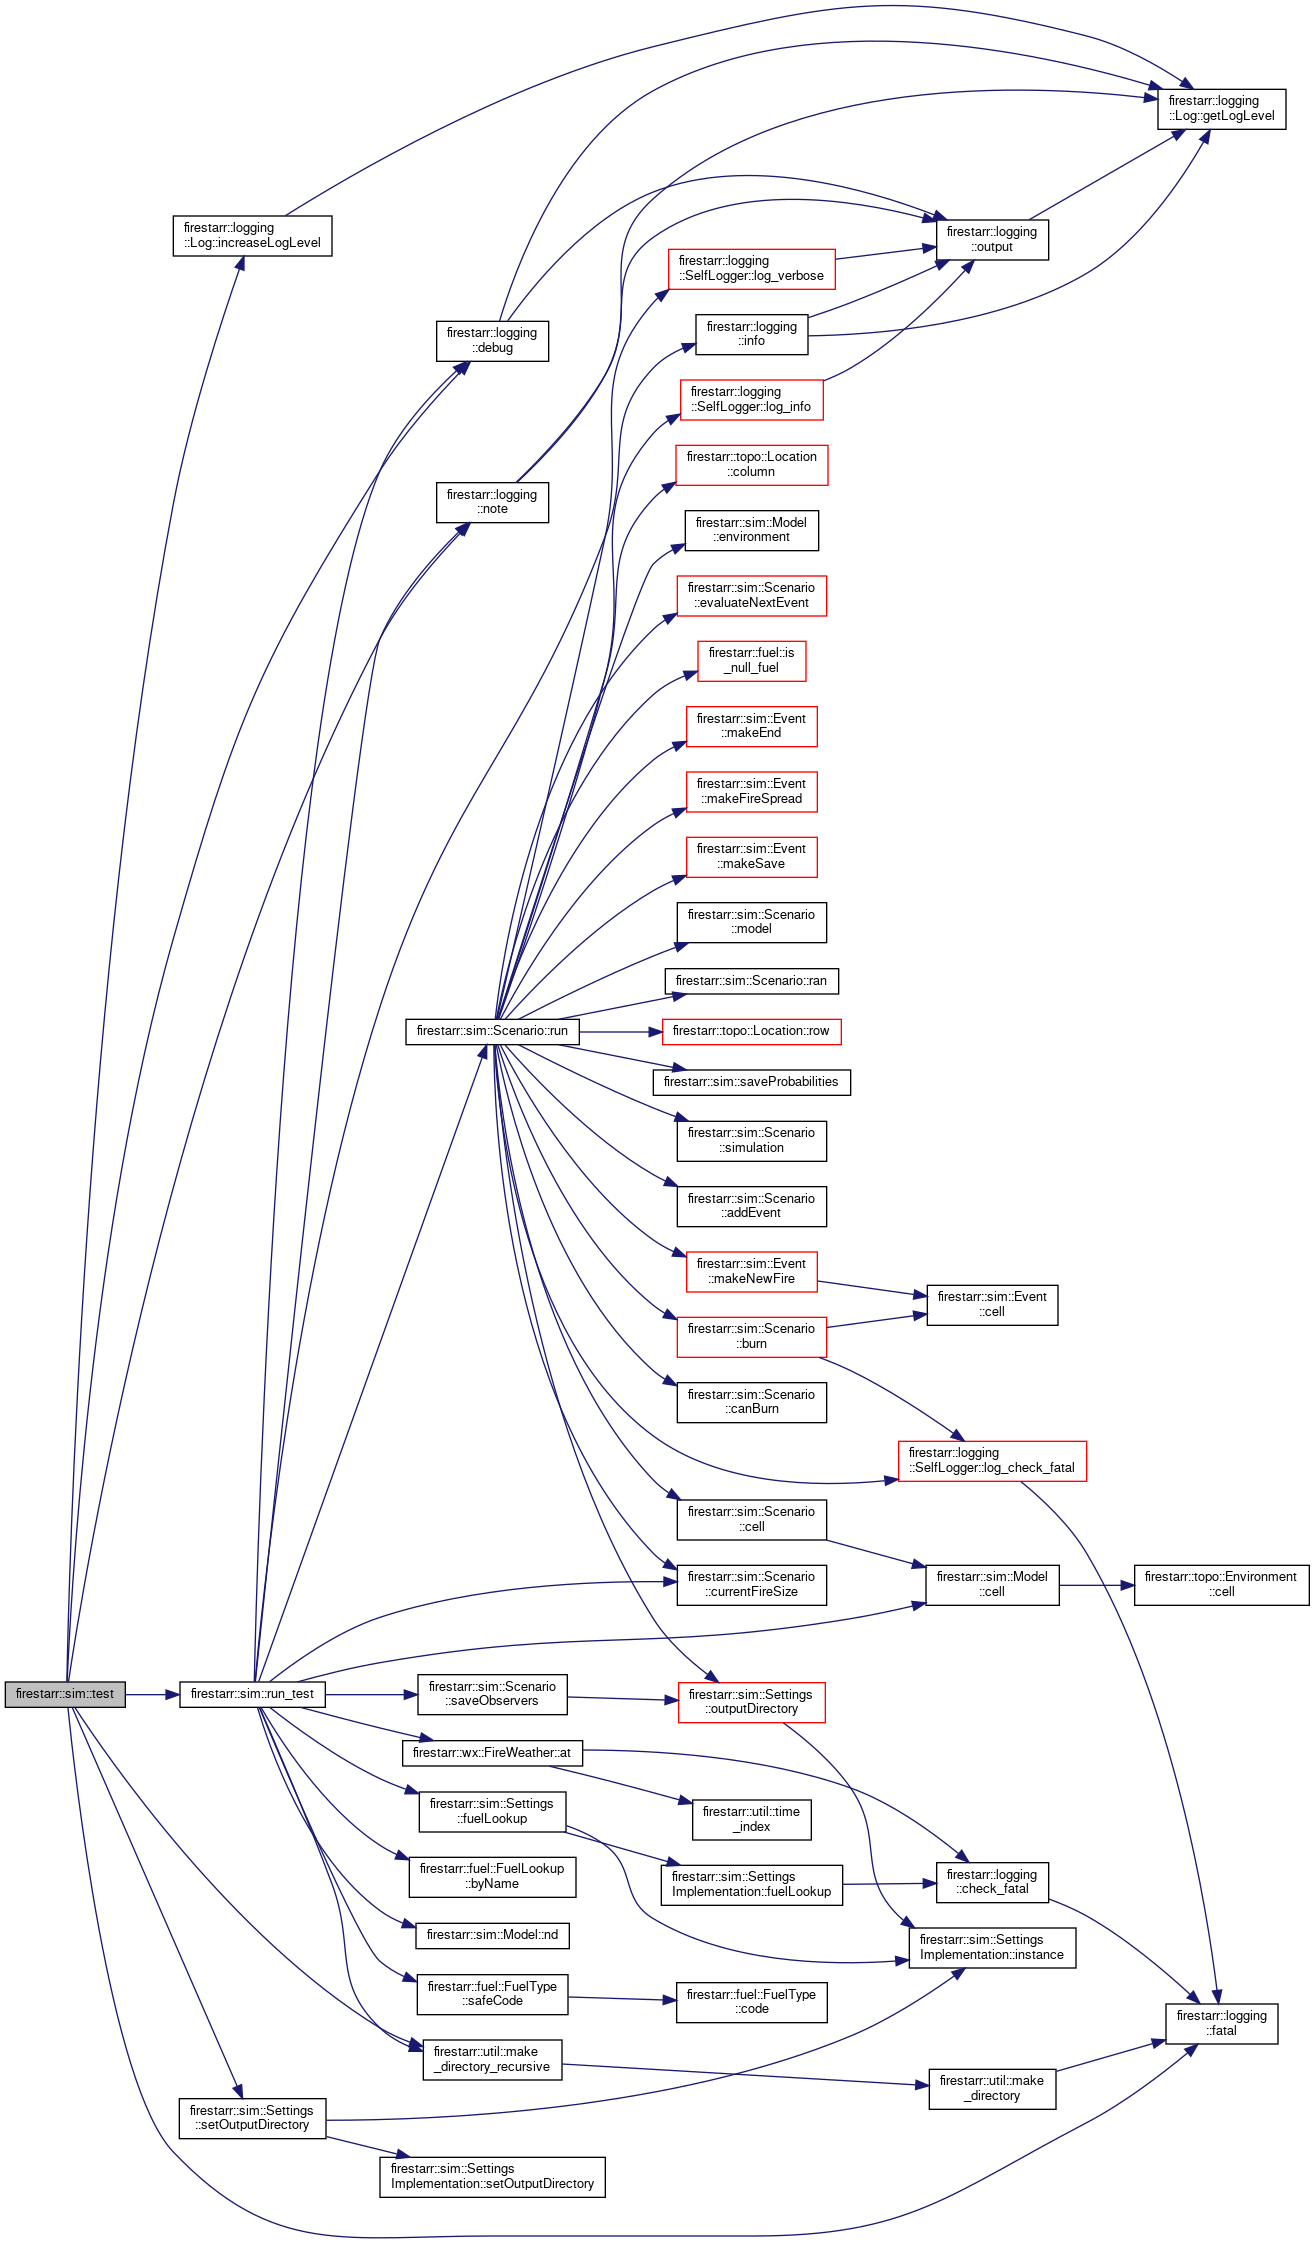 firestarr::logging
::Log::getLogLevel
firestarr::logging
::Log::increaseLogLevel
firestarr::logging
::output
firestarr::logging
::SelfLogger::log_verbose
firestarr::logging
::debug
firestarr::logging
::info
firestarr::logging
::SelfLogger::log_info
firestarr::topo::Location
::column
firestarr::logging
::note
firestarr::sim::Model
::environment
firestarr::sim::Scenario
::evaluateNextEvent
firestarr::fuel::is
_null_fuel
firestarr::sim::Event
::makeEnd
firestarr::sim::Event
::makeFireSpread
firestarr::sim::Event
::makeSave
firestarr::sim::Scenario
::model
firestarr::sim::Scenario::ran
firestarr::sim::Scenario::run
firestarr::topo::Location::row
firestarr::sim::saveProbabilities
firestarr::sim::Scenario
::simulation
firestarr::sim::Scenario
::addEvent
firestarr::sim::Event
::makeNewFire
firestarr::sim::Event
::cell
firestarr::sim::Scenario
::burn
firestarr::sim::Scenario
::canBurn
firestarr::logging
::SelfLogger::log_check_fatal
firestarr::sim::Scenario
::cell
firestarr::sim::Scenario
::currentFireSize
firestarr::sim::Model
::cell
firestarr::topo::Environment
::cell
firestarr::sim::test
firestarr::sim::run_test
firestarr::sim::Scenario
::saveObservers
firestarr::sim::Settings
::outputDirectory
firestarr::wx::FireWeather::at
firestarr::sim::Settings
::fuelLookup
firestarr::util::time
_index
firestarr::fuel::FuelLookup
::byName
firestarr::sim::Settings
Implementation::fuelLookup
firestarr::logging
::check_fatal
firestarr::sim::Model::nd
firestarr::sim::Settings
Implementation::instance
firestarr::fuel::FuelType
::safeCode
firestarr::fuel::FuelType
::code
firestarr::logging
::fatal
firestarr::util::make
_directory_recursive
firestarr::util::make
_directory
firestarr::sim::Settings
::setOutputDirectory
firestarr::sim::Settings
Implementation::setOutputDirectory